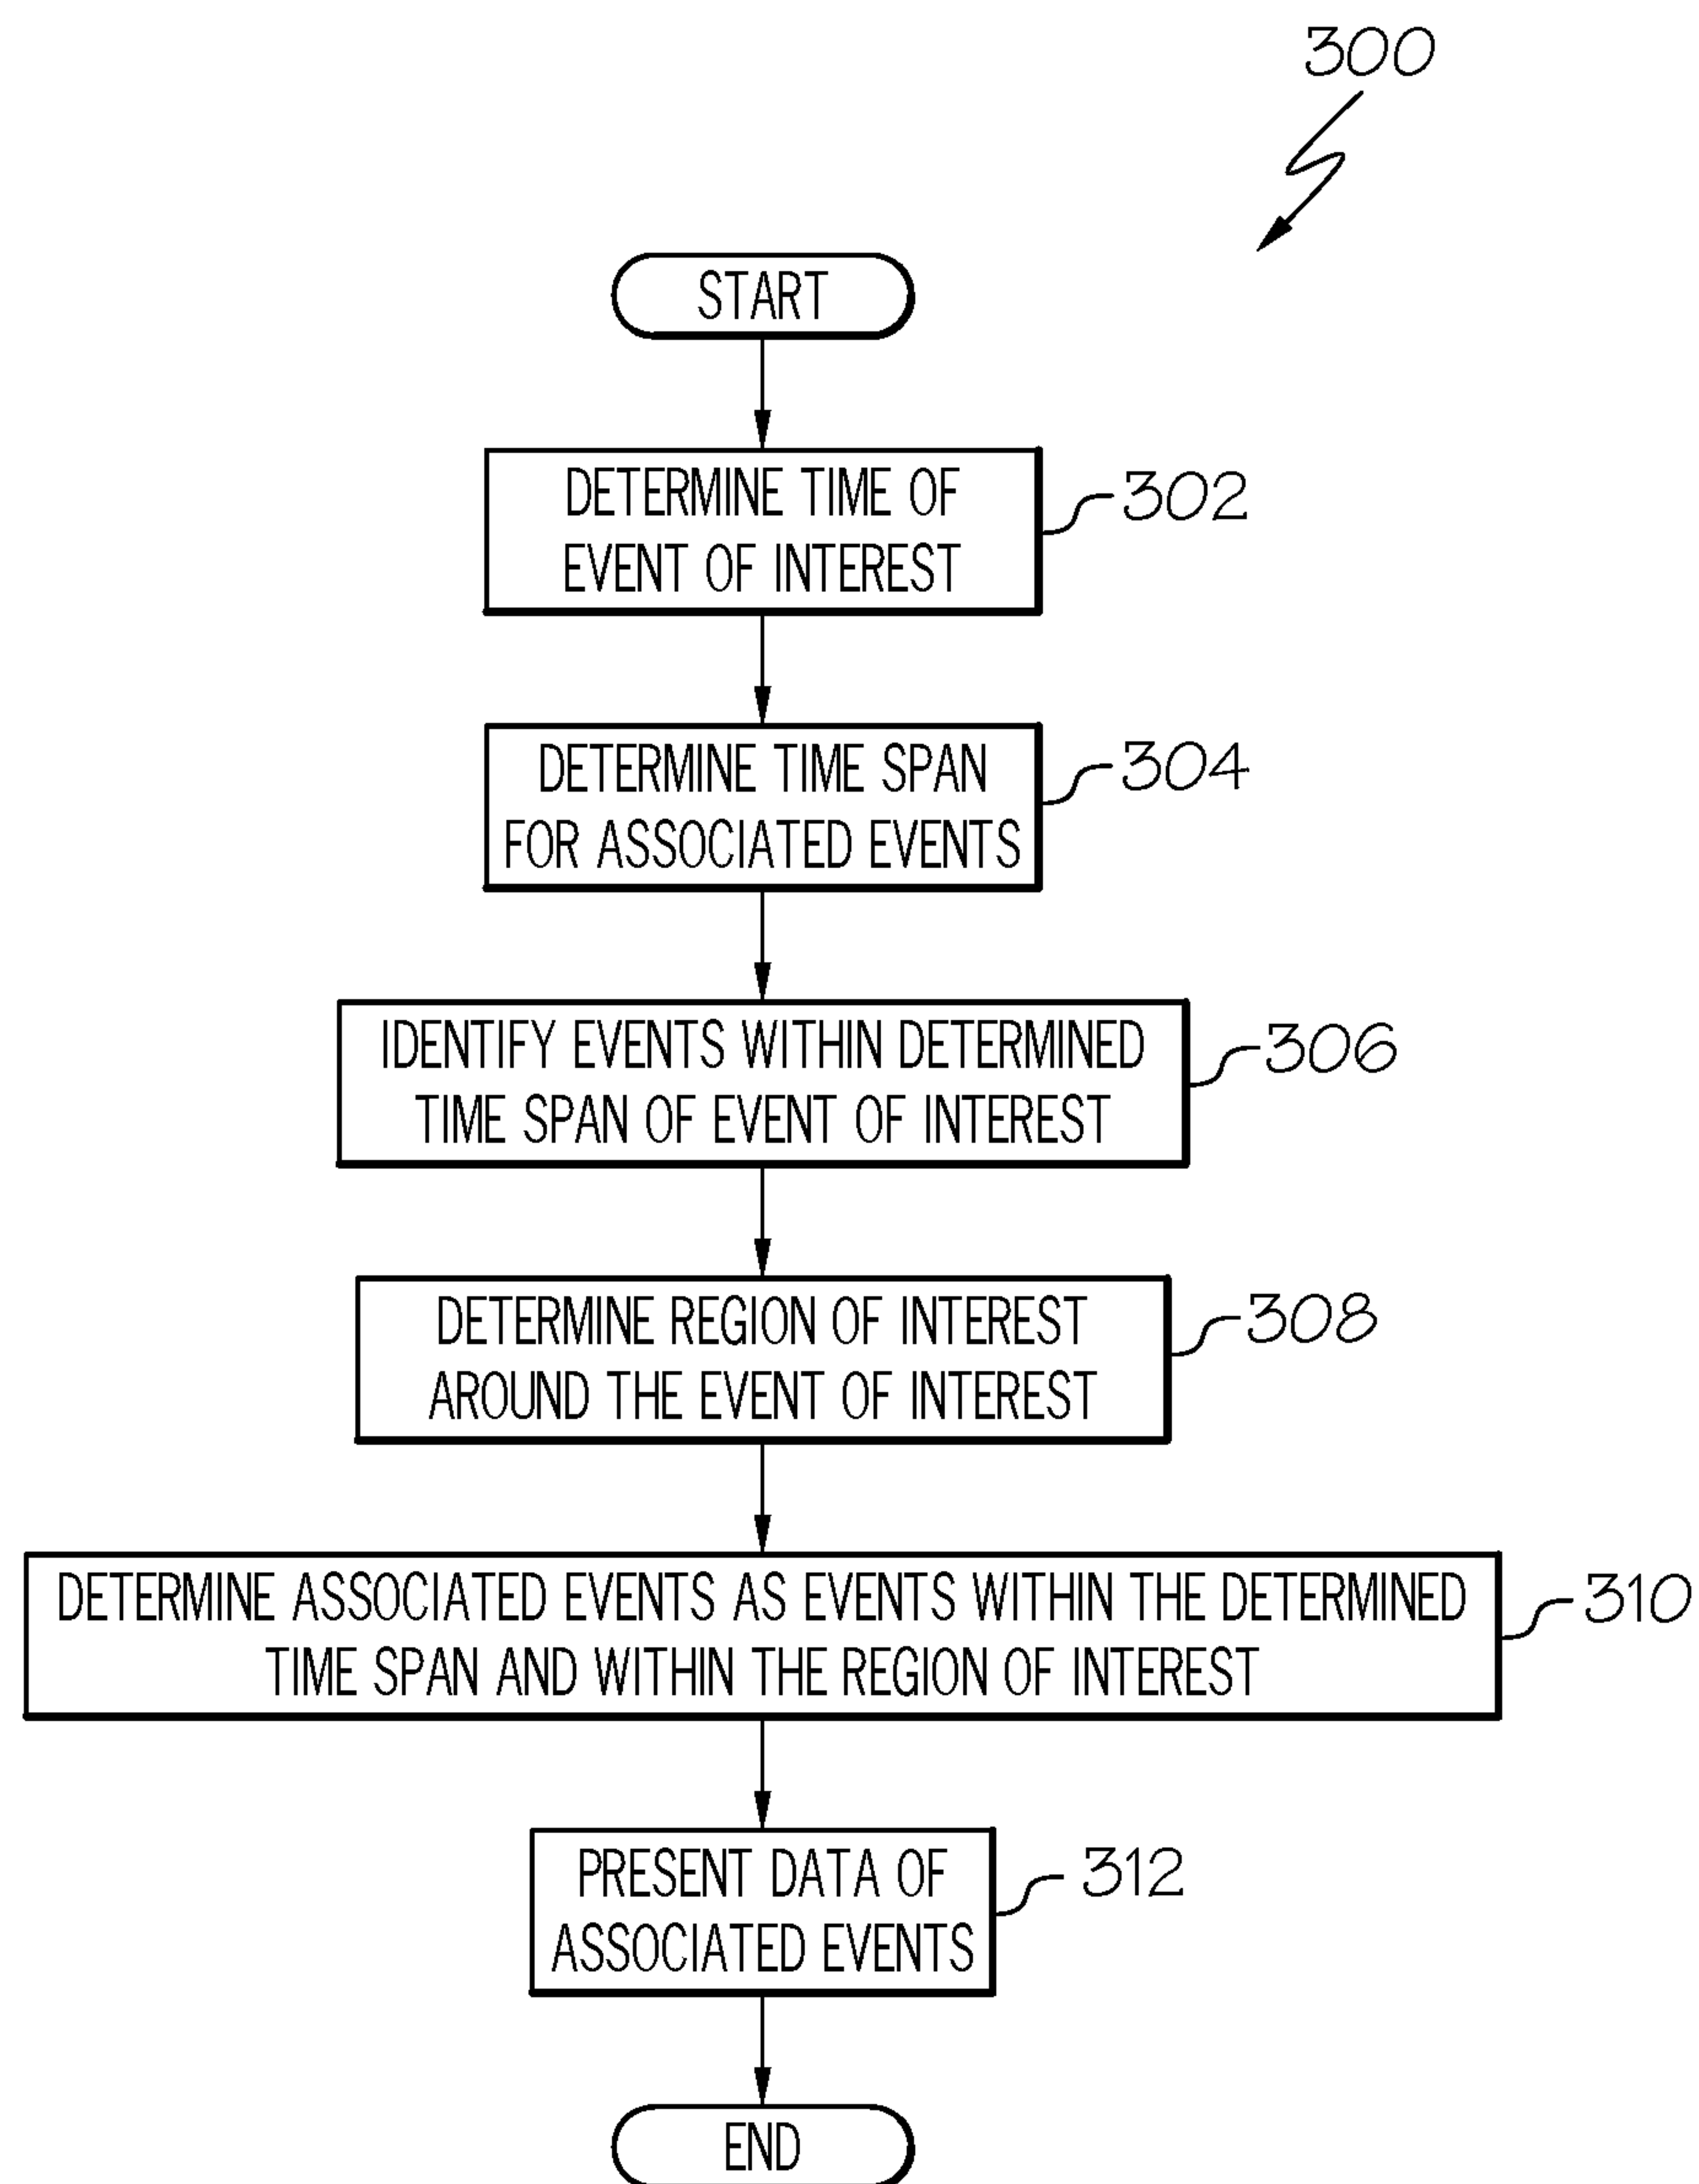 300
START
DETERMINE TIME OF
EVENT OF INTEREST
302
DETERMINE TIME SPAN
FOR ASSOCIATED EVENTS
304
IDENTIFY EVENTS WITHIN DETERMINED
TIME SPAN OF EVENT OF INTEREST
306
DETERMINE REGION OF INTEREST
AROUND THE EVENT OF INTEREST
308
DETERMINE ASSOCIATED EVENTS AS EVENTS WITHIN THE DETERMINED
TIME SPAN AND WITHIN THE REGION OF INTEREST
310
PRESENT DATA OF
ASSOCIATED EVENTS
312
END